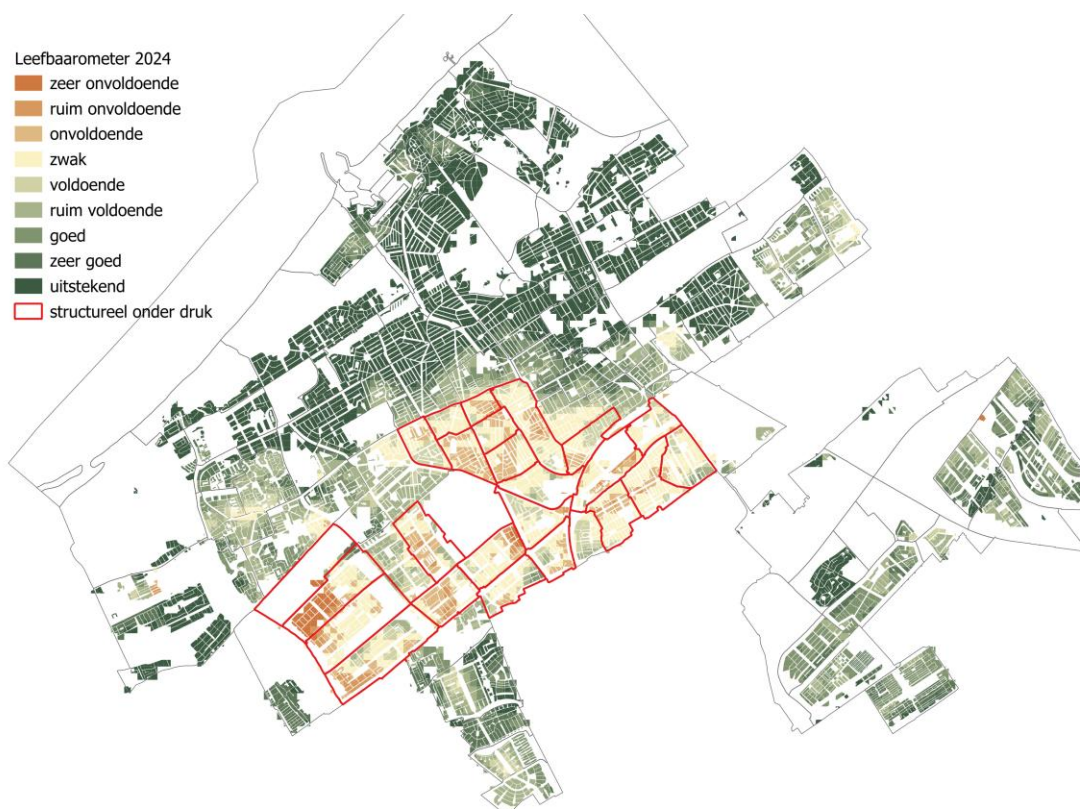 Leefbaarometer 2024
zeer onvoldoende
ruim onvoldoende
onvoldoende
zwak
voldoende
ruim voldoende
goed
zeer goed
uitstekend
structureel onder druk